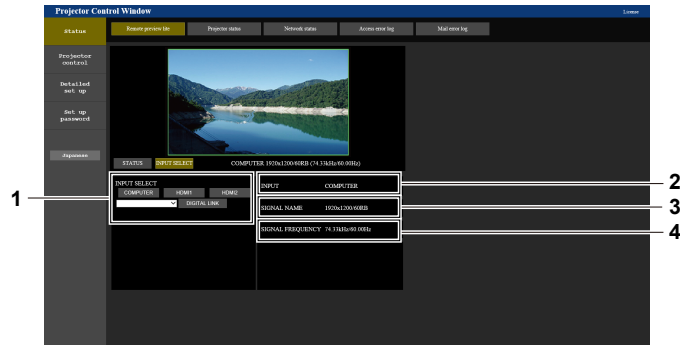 Projector Control Window
License
Status
Remote preview lite
Projector status
Network status
Access error log
Mail error log
Projector
control
Detailed
set up
Set up
password
Japanese
STATUS
INPUT SELECT
COMPUTER 1920x1200/60RB (74.33kHz/60.00Hz)
1
INPUT SELECT
COMPUTER
HDMI1
HDMI2
DIGITAL LINK
INPUT COMPUTER
2
SIGNAL NAME 1920x1200/60RB
3
SIGNAL FREQUENCY 74.33kHz/60.00Hz
4